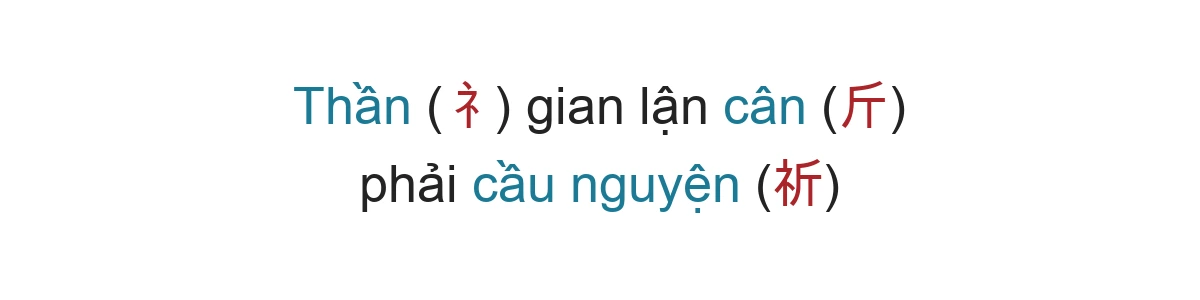 Thần (礻) gian lận cân (斤)
phải cầu nguyện (祈)